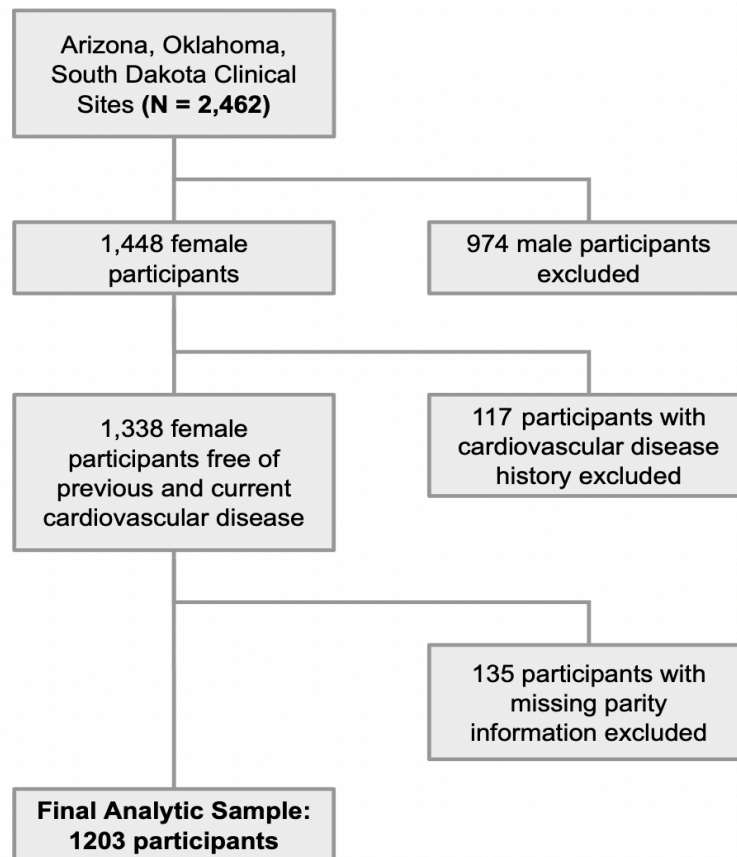 Arizona, Oklahoma,
South Dakota Clinical
Sites (N = 2,462)
1,448 female
participants
974 male participants
excluded
1,338 female
participants free of
previous and current
cardiovascular disease
117 participants with
cardiovascular disease
history excluded
135 participants with
missing parity
information excluded
Final Analytic Sample:
1203 participants